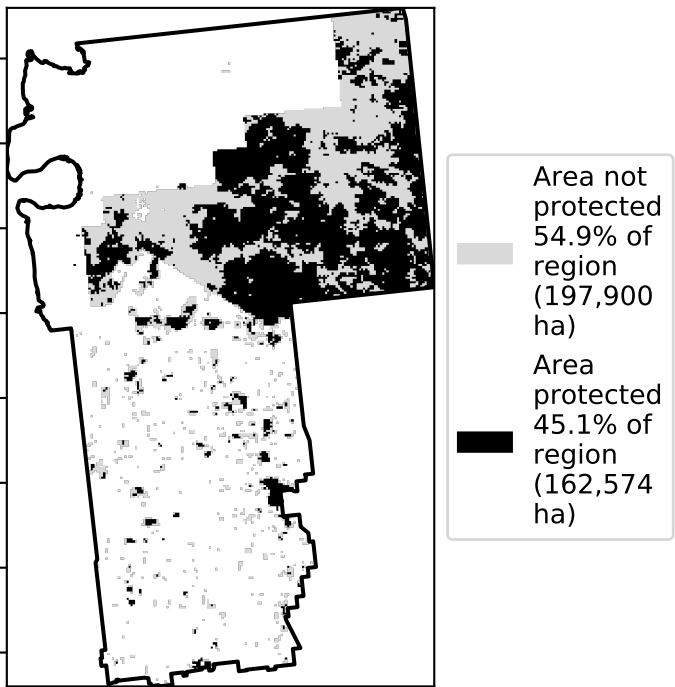 Area not
protected
54.9% of
region
(197,900
ha)
Area
protected
45.1% of
region
(162,574
ha)